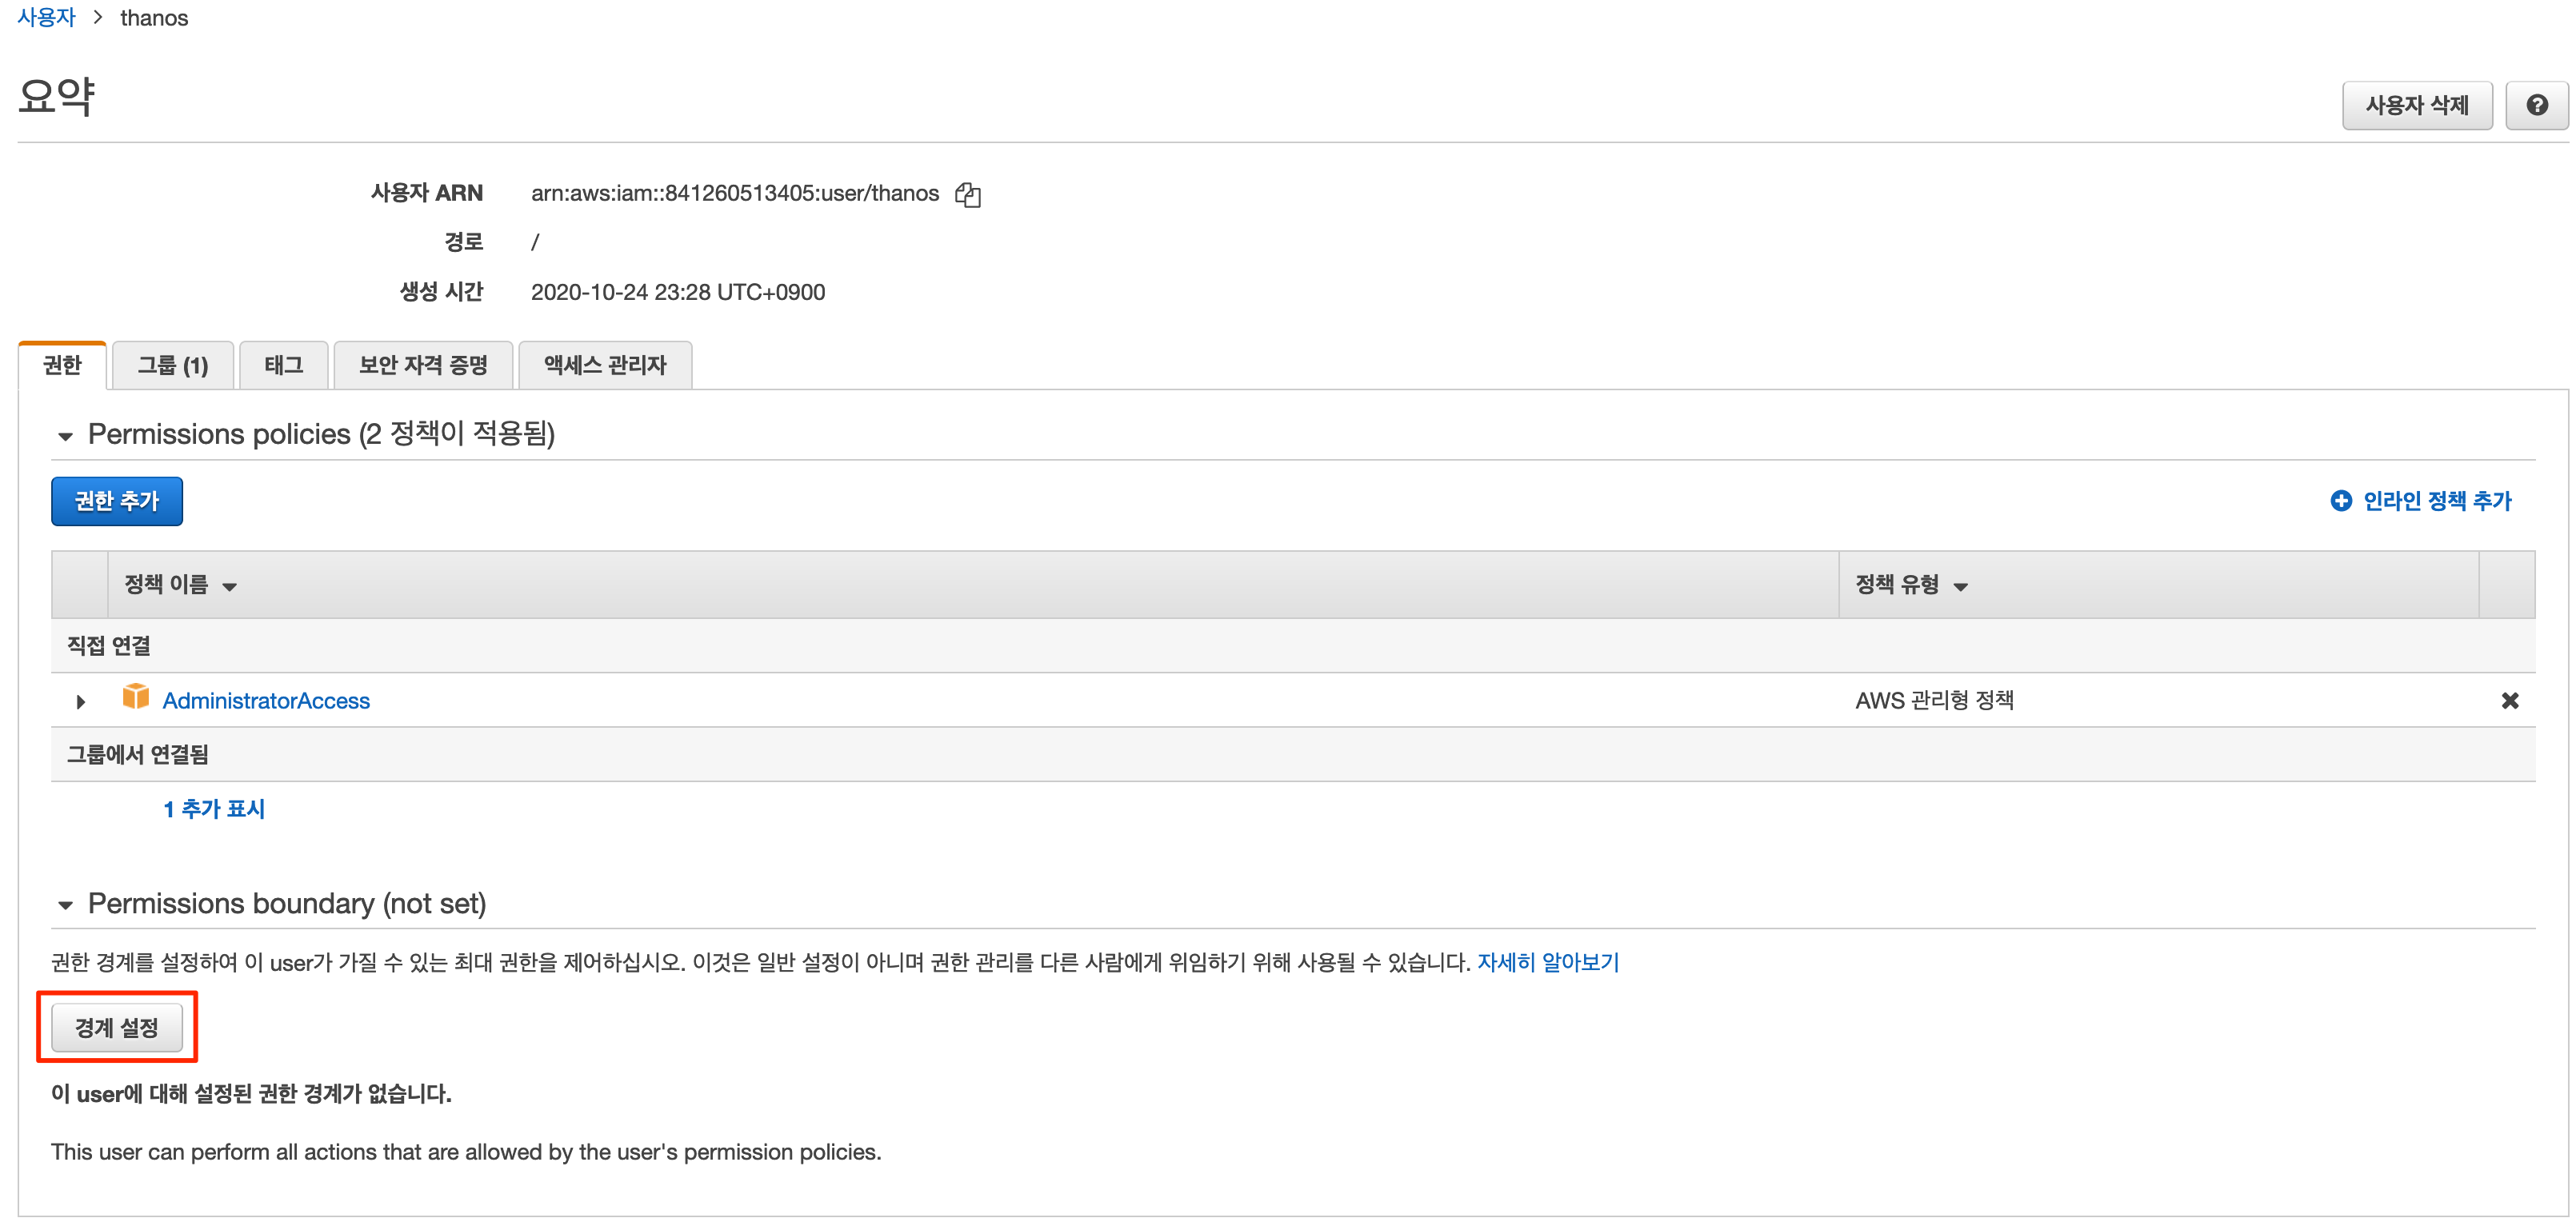 사용자 > thanos
요약
사용자 삭제
사용자 ARN arn:aws:iam::841260513405:user/thanos
경로 /
생성 시간 2020-10-24 23:28 UTC+0900
권한 그룹 (1) 태그 보안 자격 증명 액세스 관리자
Permissions policies (2 정책이 적용됨)
권한 추가 인라인 정책 추가
정책 이름 정책 유형
직접 연결
AdministratorAccess AWS 관리형 정책
그룹에서 연결됨
1 추가 표시
Permissions boundary (not set)
권한 경계를 설정하여 이 user가 가질 수 있는 최대 권한을 제어하십시오. 이것은 일반 설정이 아니며 권한 관리를 다른 사람에게 위임하기 위해 사용될 수 있습니다. 자세히 알아보기
경계 설정
이 user에 대해 설정된 권한 경계가 없습니다.
This user can perform all actions that are allowed by the user's permission policies.